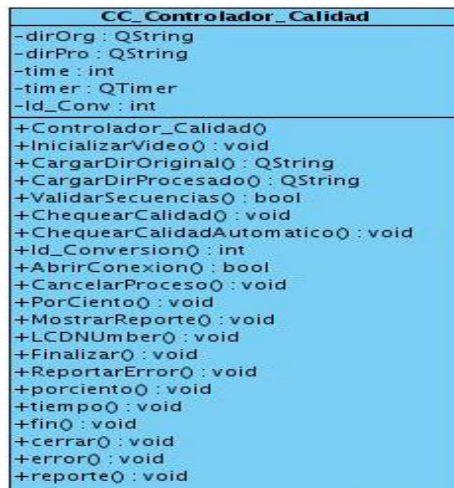 CC_Controlador_Calidad
-dirOrg : QString
-dirPro : QString
-time : int
-timer : QTimer
-Id_Conv : int
+Controlador_Calidad()
+InicializarVideo() : void
+CargarDirOriginal() : QString
+CargarDirProcesado() : QString
+ValidarSecuencias() : bool
+ChequearCalidad() : void
+ChequearCalidadAutomatico() : void
+Id_Conversion() : int
+AbrirConexion() : bool
+CancelarProceso() : void
+PorCiento() : void
+MostrarReporte() : void
+LCDNUmber() : void
+Finalizar() : void
+ReportarError() : void
+porciento() : void
+tiempo() : void
+fin() : void
+cerrar() : void
+error() : void
+reporte() : void